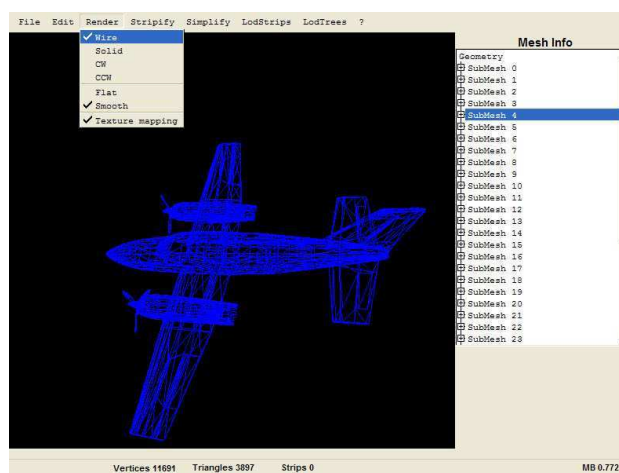 File Edit Render Stripify Simplify LodStrips LodTrees ?
Wire
Solid
CW
CCW
Flat
Smooth
Texture mapping
Mesh Info
Geometry
SubMesh 0
SubMesh 1
SubMesh 2
SubMesh 3
SubMesh 4
SubMesh 5
SubMesh 6
SubMesh 7
SubMesh 8
SubMesh 9
SubMesh 10
SubMesh 11
SubMesh 12
SubMesh 13
SubMesh 14
SubMesh 15
SubMesh 16
SubMesh 17
SubMesh 18
SubMesh 19
SubMesh 20
SubMesh 21
SubMesh 22
SubMesh 23
Vertices 11691 Triangles 3897 Strips 0 MB 0.772